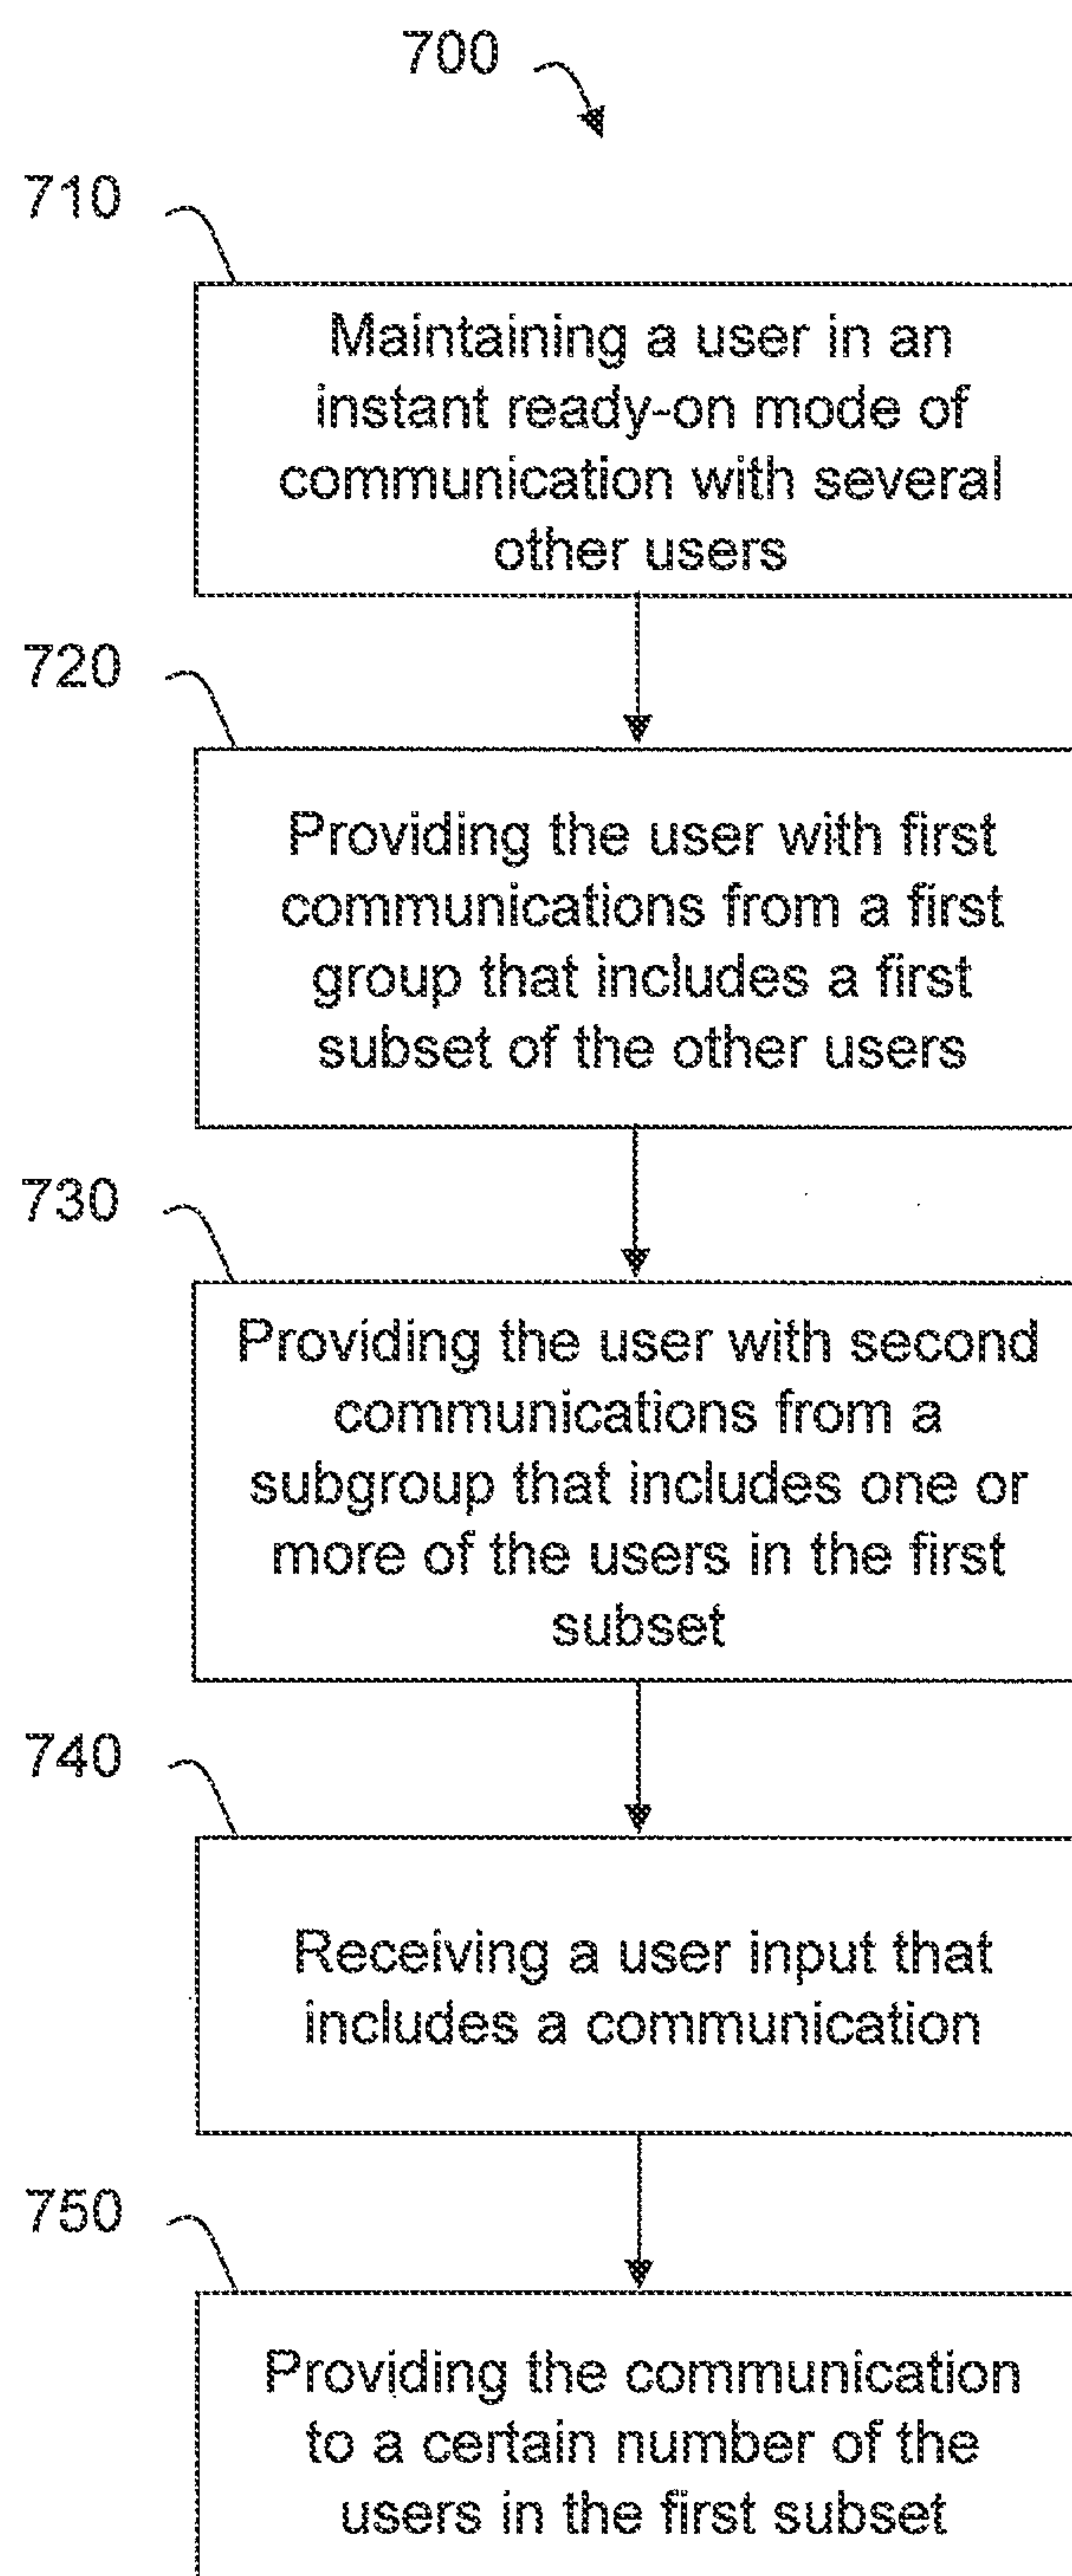 700
710
Maintaining a user in an
instant ready-on mode of
communication with several
other users
720
Providing the user with first
communications from a first
group that includes a first
subset of the other users
730
Providing the user with second
communications from a
subgroup that includes one or
more of the users in the first
subset
740
Receiving a user input that
includes a communication
750
Providing the communication
to a certain number of the
users in the first subset